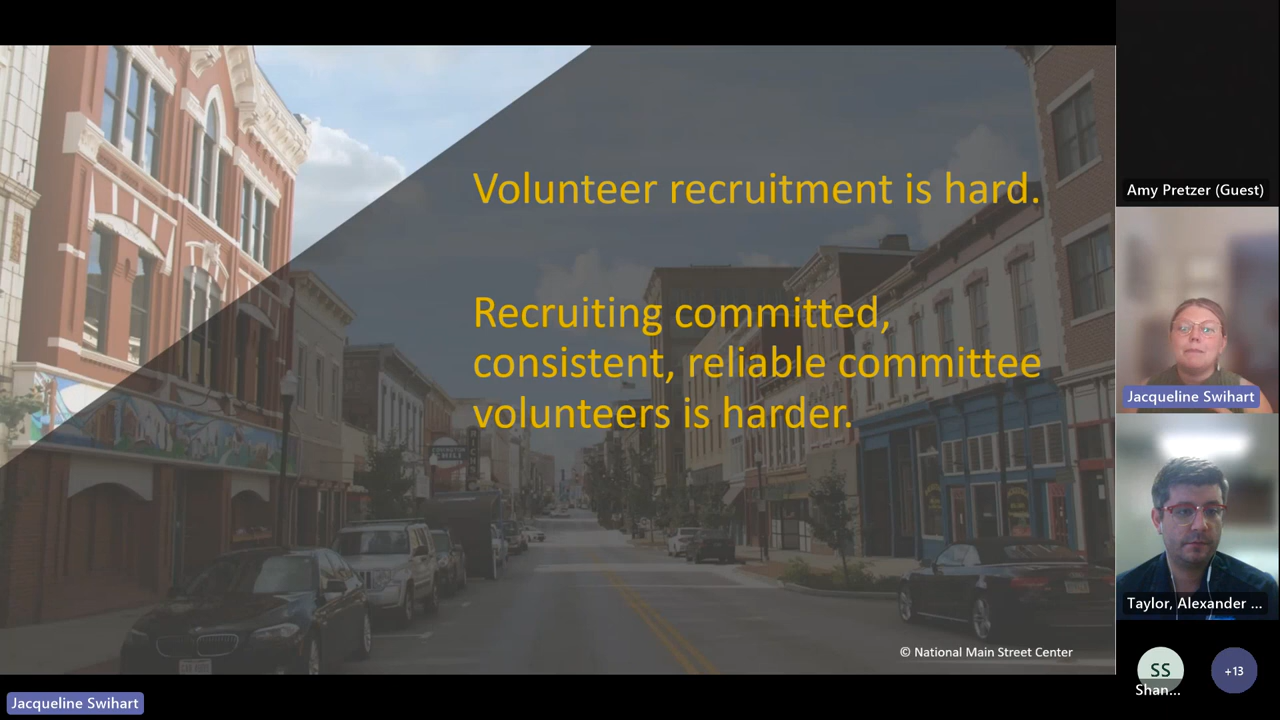 Volunteer recruitment is hard.
Recruiting committed,
consistent, reliable committee
volunteers is harder.
© National Main Street Center
Jacqueline Swihart
Amy Pretzer (Guest)
Jacqueline Swihart
Taylor, Alexander ...
SS
Shan...
+13